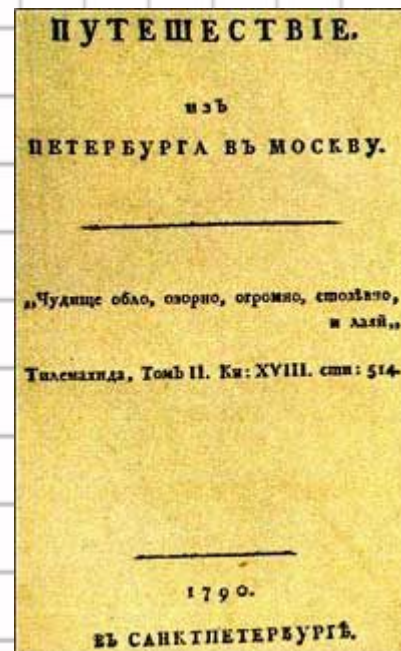 ПУТЕШЕСТВІЕ.
изЪ
ПЕТЕРБУРГА ВЪ МОСКВУ.
„Чудище обло, озорно, огромно, стозѣвно,
и лаяй„
Тилемахида, ТомЪ II. Кн: XVIII. сти: 514.
1790.
ВЪ САНКТПЕТЕРБУРГѢ.